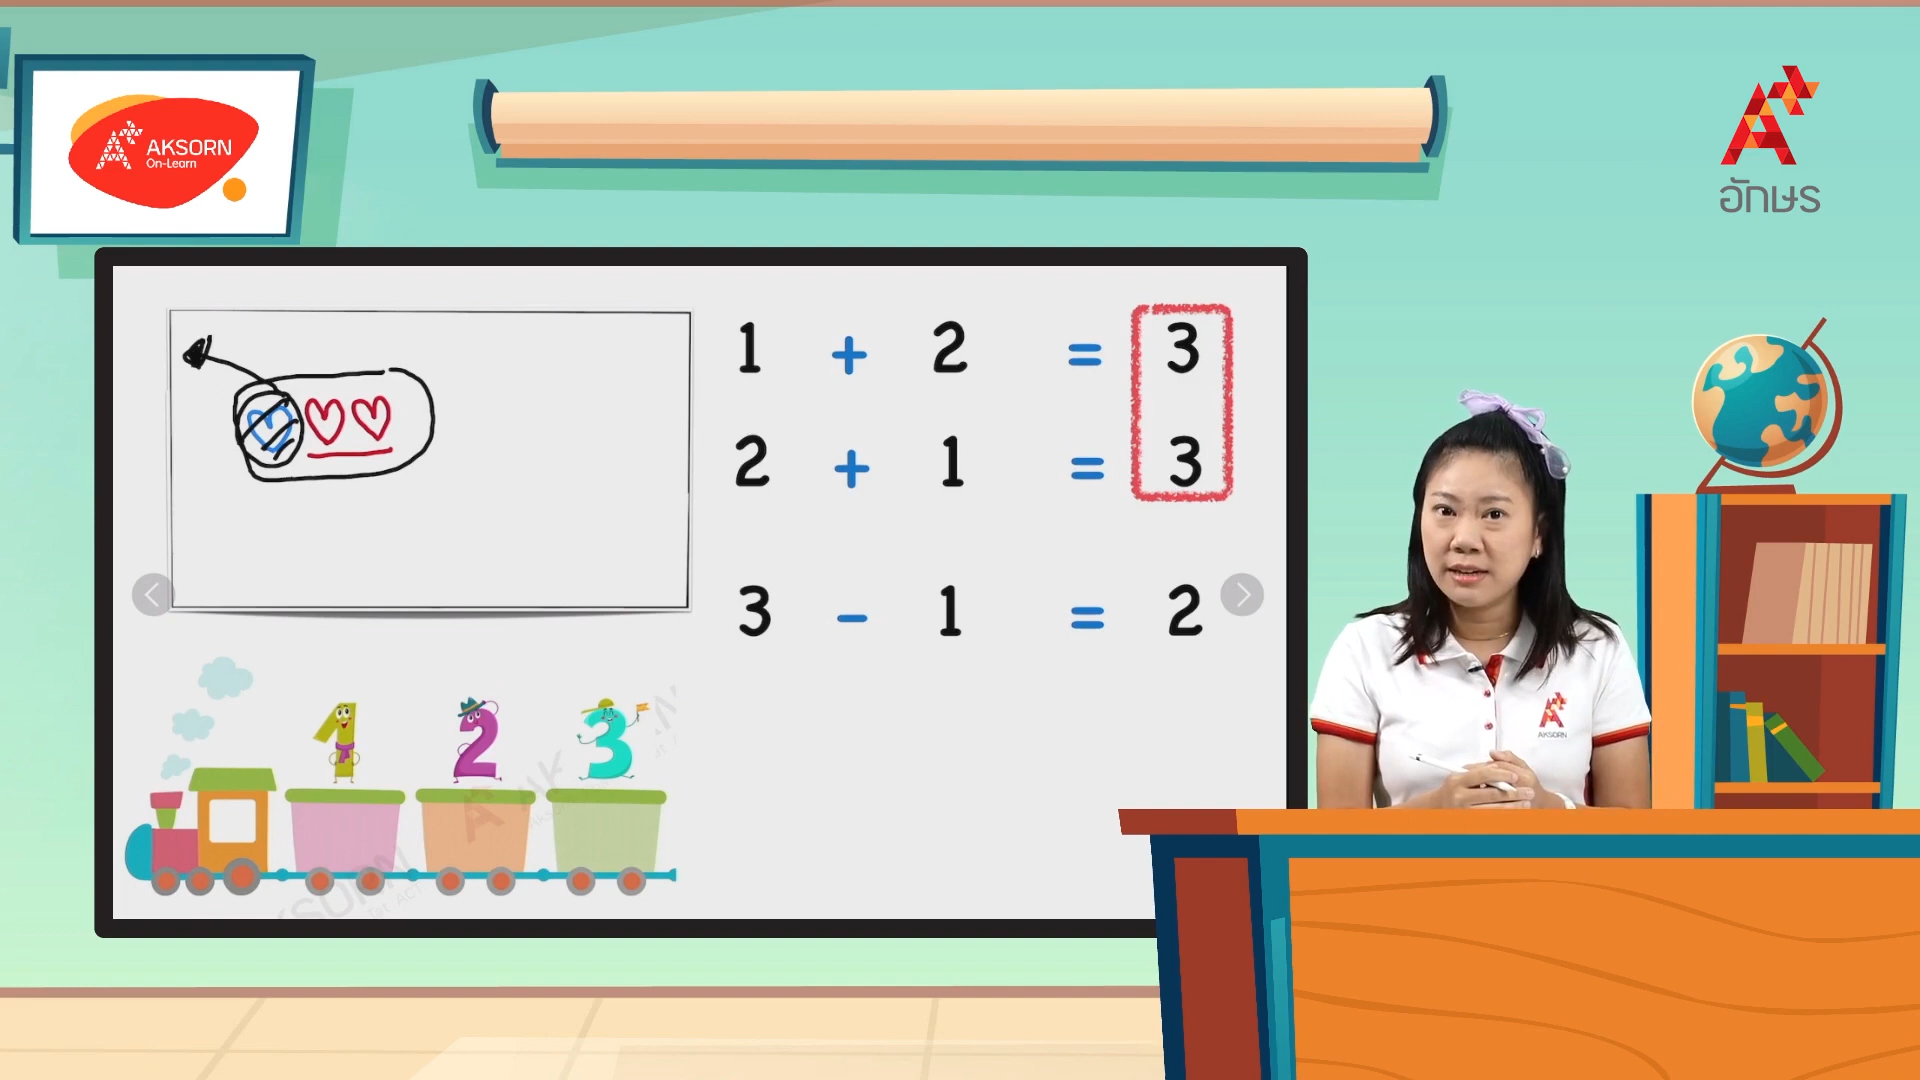 AKSORN
On-Learn
อักษร
1 + 2 = 3
2 + 1 = 3
3 - 1 = 2
1 2 3
AKSORN